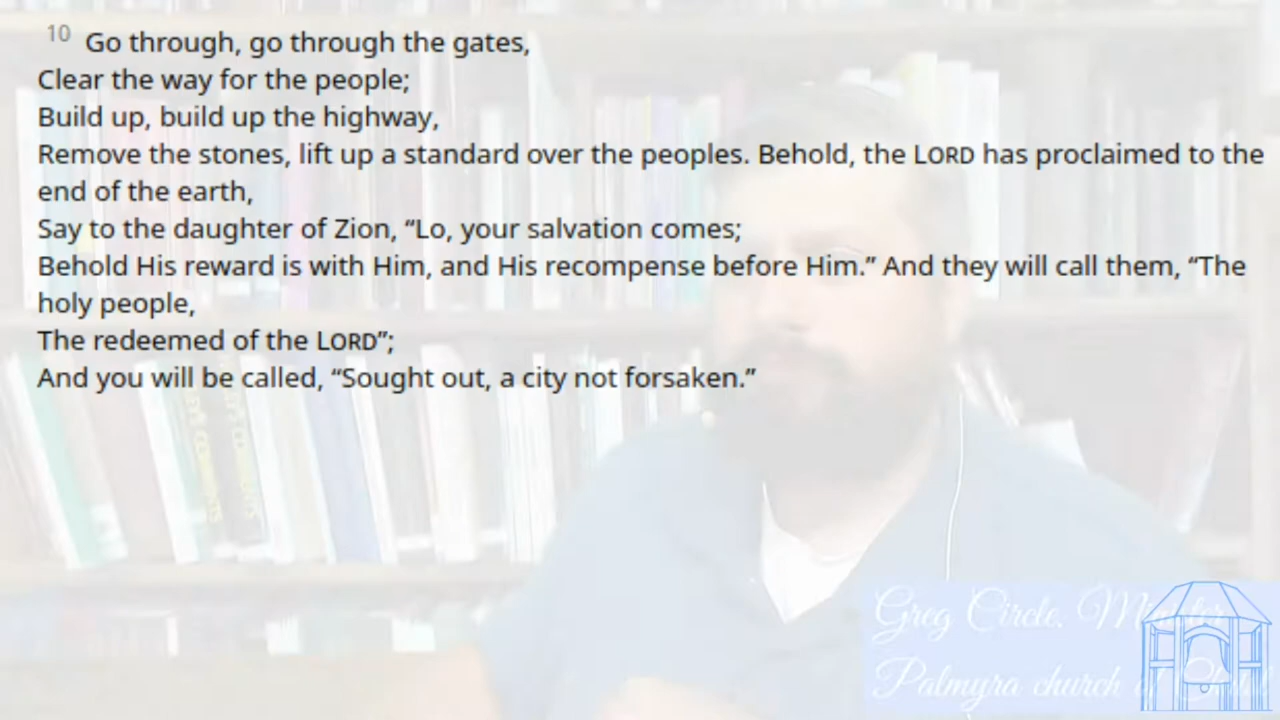 10 Go through, go through the gates,
Clear the way for the people;
Build up, build up the highway,
Remove the stones, lift up a standard over the peoples. Behold, the LORD has proclaimed to the
end of the earth,
Say to the daughter of Zion, “Lo, your salvation comes;
Behold His reward is with Him, and His recompense before Him.” And they will call them, “The
holy people,
The redeemed of the LORD”;
And you will be called, “Sought out, a city not forsaken.”
Greg Circle, Minister
Palmyra church of Christ